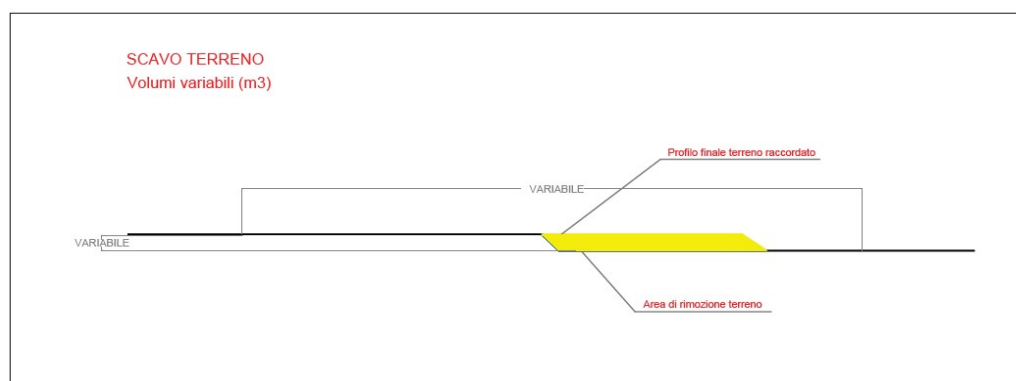 SCAVO TERRENO
Volumi variabili (m3)
Profilo finale terreno raccordato
VARIABILE
VARIABILE
Area di rimozione terreno